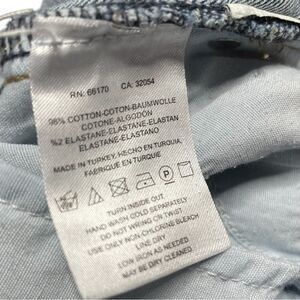 RN: 66170 CA: 32054
98% COTTON-COTON-BAUMWOLLE
COTONE-ALGODÓN
%2 ELASTANE-ELASTANE-ELASTAN
ELASTANE-ELASTANO
MADE IN TURKEY-HECHO EN TURQUIA,
FABRIQUE EN TURQUIE
TURN INSIDE OUT
HAND WASH COLD SEPARATELY
DO NOT WRING OR TWIST
USE ONLY NON-CHLORINE BLEACH
LINE DRY
LOW IRON AS NEEDED
MAY BE DRY CLEANED